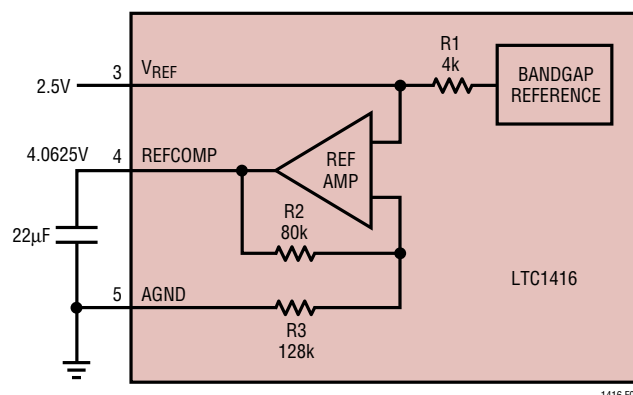 R1
4k
BANDGAP
REFERENCE
2.5V
3
VREF
4.0625V
4
REFCOMP
REF
AMP
R2
80k
22µF
LTC1416
5
AGND
R3
128k